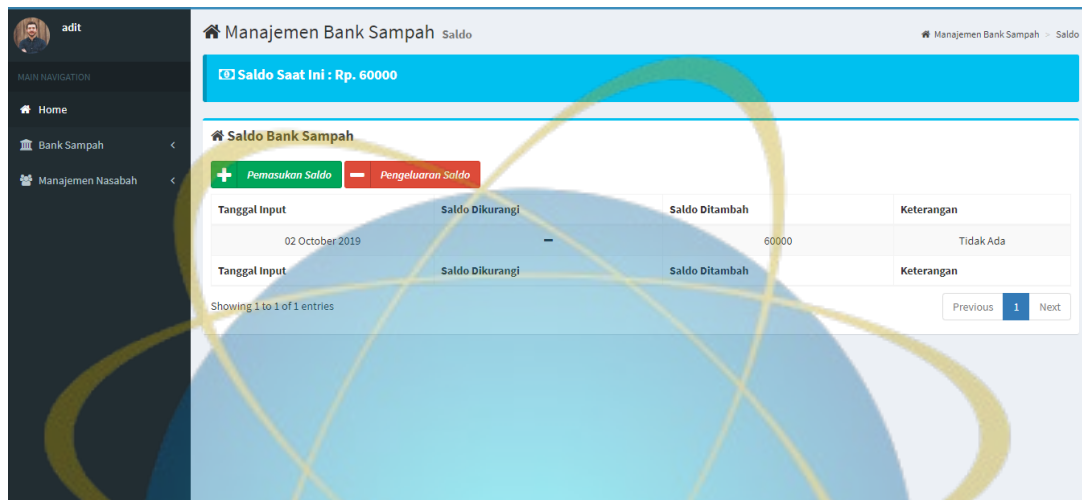 adit
MAIN NAVIGATION
Home
Bank Sampah
Manajemen Nasabah
Manajemen Bank Sampah Saldo
Manajemen Bank Sampah > Saldo
Saldo Saat Ini : Rp. 60000
Saldo Bank Sampah
Pemasukan Saldo Pengeluaran Saldo
Tanggal Input Saldo Dikurangi Saldo Ditambah Keterangan
02 October 2019 - 60000 Tidak Ada
Tanggal Input Saldo Dikurangi Saldo Ditambah Keterangan
Showing 1 to 1 of 1 entries
Previous 1 Next